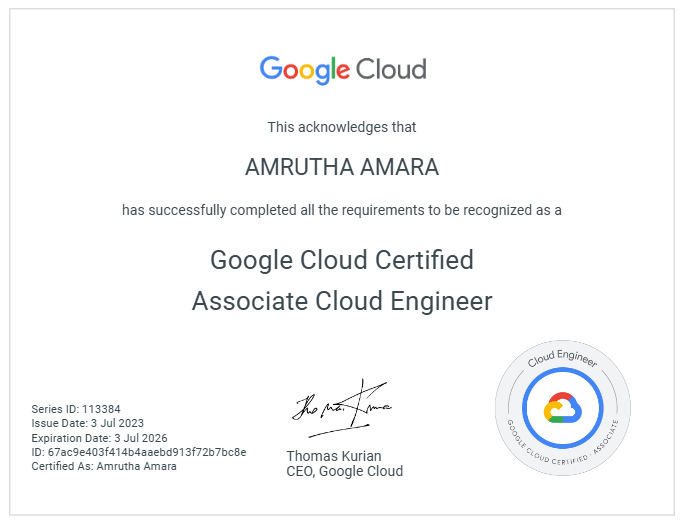 Google Cloud
This acknowledges that
AMRUTHA AMARA
has successfully completed all the requirements to be recognized as a
Google Cloud Certified
Associate Cloud Engineer
Series ID: 113384
Issue Date: 3 Jul 2023
Expiration Date: 3 Jul 2026
ID: 67ac9e403f414b4aaebd913f72b7bc8e
Certified As: Amrutha Amara
Thomas Kurian
CEO, Google Cloud
Cloud Engineer
GOOGLE CLOUD CERTIFIED · ASSOCIATE